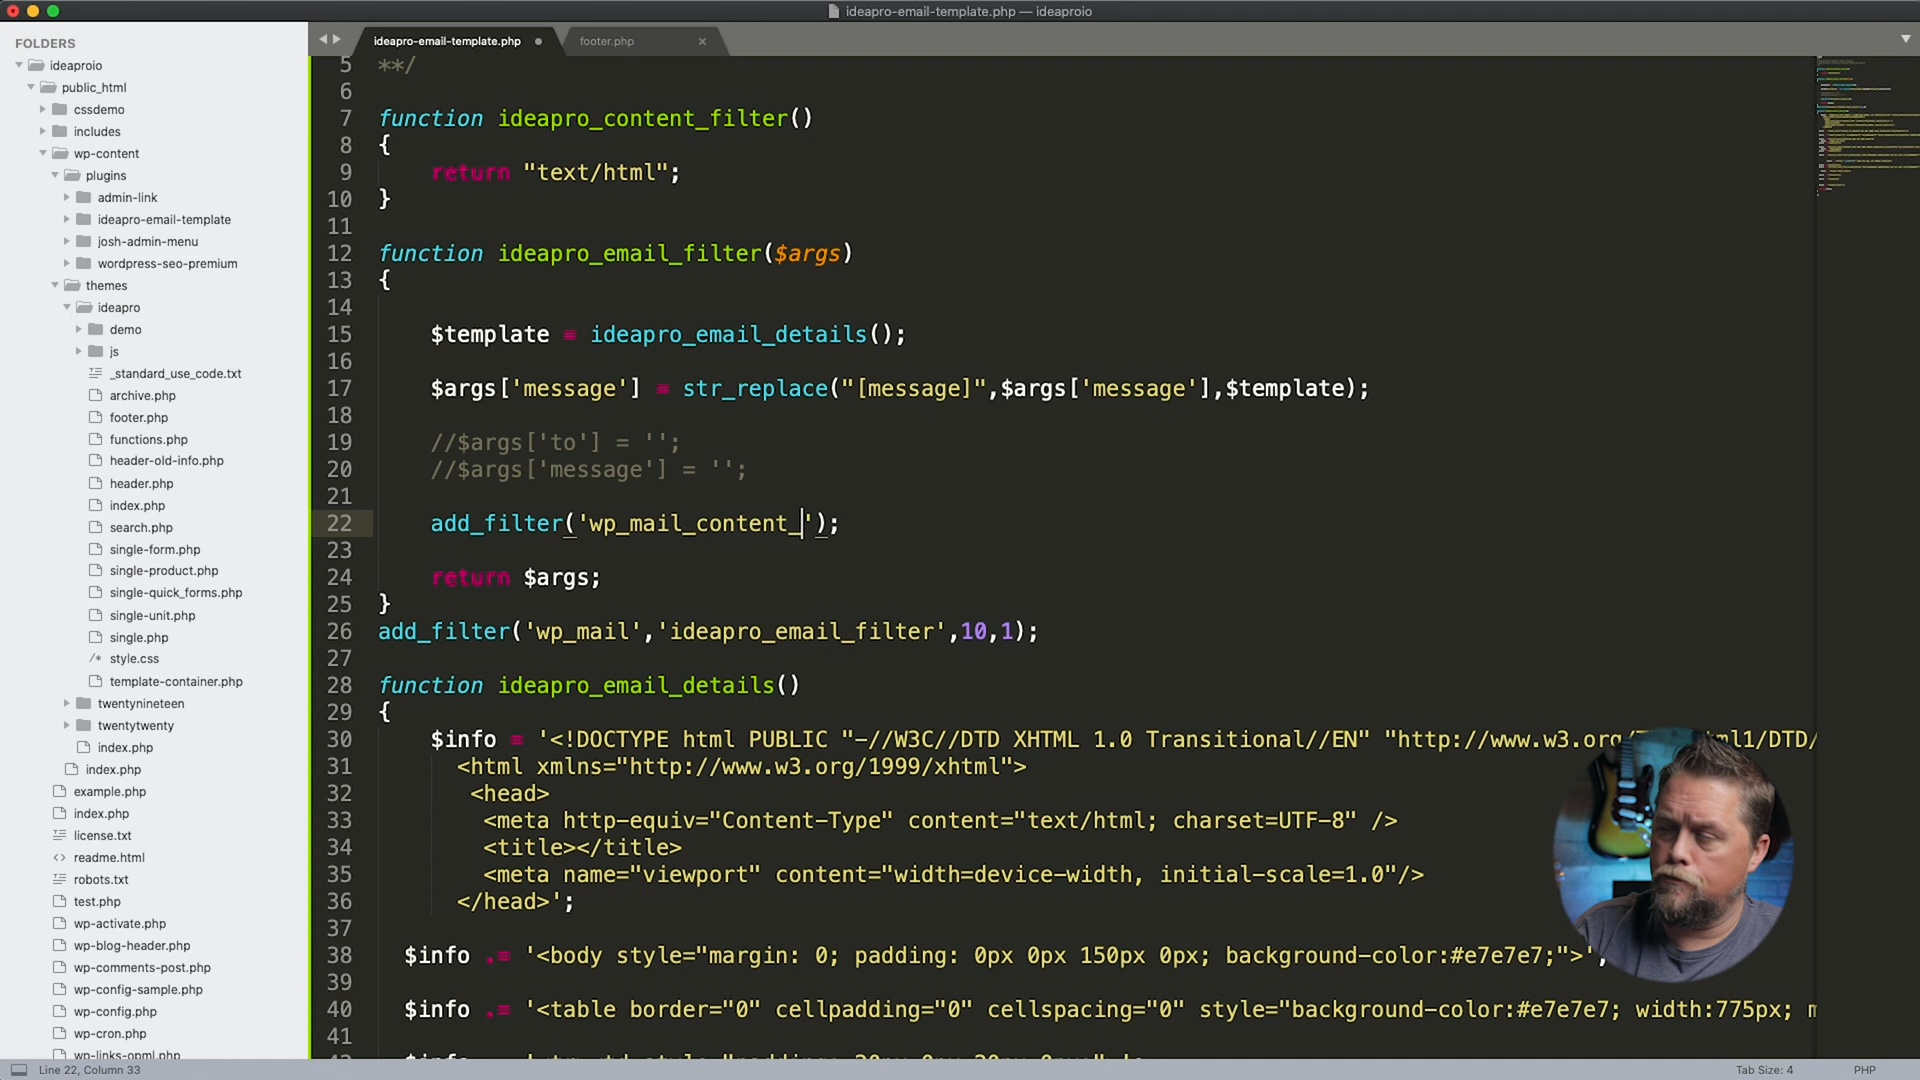 ideapro-email-template.php — ideaproio
FOLDERS
ideaproio
public_html
cssdemo
includes
wp-content
plugins
admin-link
ideapro-email-template
josh-admin-menu
wordpress-seo-premium
themes
ideapro
demo
js
_standard_use_code.txt
archive.php
footer.php
functions.php
header-old-info.php
header.php
index.php
search.php
single-form.php
single-product.php
single-quick_forms.php
single-unit.php
single.php
/* style.css
template-container.php
twentynineteen
twentytwenty
index.php
index.php
example.php
index.php
license.txt
<> readme.html
robots.txt
test.php
wp-activate.php
wp-blog-header.php
wp-comments-post.php
wp-config-sample.php
wp-config.php
wp-cron.php
wp-links-opml.php
ideapro-email-template.php
footer.php
5 **/
6
7 function ideapro_content_filter()
8 {
9 return "text/html";
10 }
11
12 function ideapro_email_filter($args)
13 {
14
15 $template = ideapro_email_details();
16
17 $args['message'] = str_replace("[message]",$args['message'],$template);
18
19 //$args['to'] = '';
20 //$args['message'] = '';
21
22 add_filter('wp_mail_content_');
23
24 return $args;
25 }
26 add_filter('wp_mail','ideapro_email_filter',10,1);
27
28 function ideapro_email_details()
29 {
30 $info = '<!DOCTYPE html PUBLIC "-//W3C//DTD XHTML 1.0 Transitional//EN" "http://www.w3.org/
31 <html xmlns="http://www.w3.org/1999/xhtml">
32 <head>
33 <meta http-equiv="Content-Type" content="text/html; charset=UTF-8" />
34 <title></title>
35 <meta name="viewport" content="width=device-width, initial-scale=1.0"/>
36 </head>';
37
38 $info .= '<body style="margin: 0; padding: 0px 0px 150px 0px; background-color:#e7e7e7;">';
39
40 $info .= '<table border="0" cellpadding="0" cellspacing="0" style="background-color:#e7e7e7; width:775px; m
41
Line 22, Column 33
Tab Size: 4
PHP